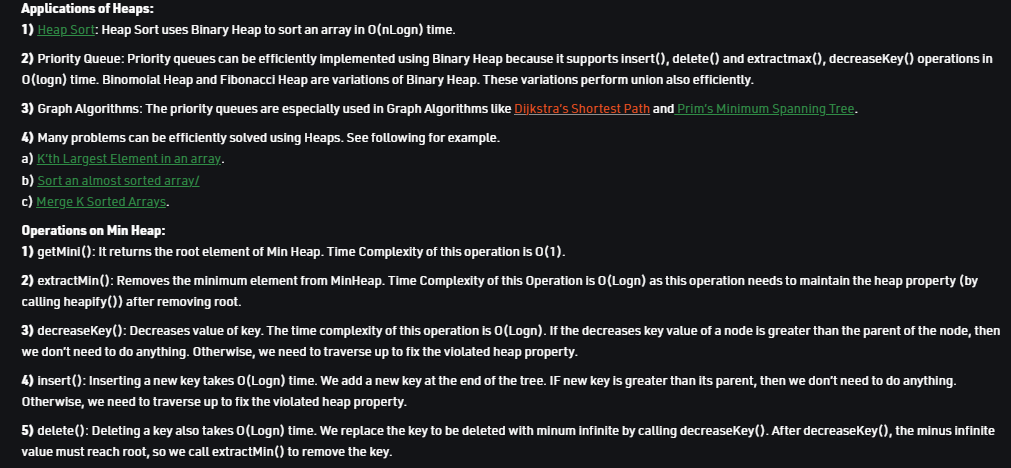 Applications of Heaps:
1) Heap Sort: Heap Sort uses Binary Heap to sort an array in O(nLogn) time.
2) Priority Queue: Priority queues can be efficiently implemented using Binary Heap because it supports insert(), delete() and extractmax(), decreaseKey() operations in
O(logn) time. Binomoial Heap and Fibonacci Heap are variations of Binary Heap. These variations perform union also efficiently.
3) Graph Algorithms: The priority queues are especially used in Graph Algorithms like Dijkstra's Shortest Path and Prim's Minimum Spanning Tree.
4) Many problems can be efficiently solved using Heaps. See following for example.
a) K'th Largest Element in an array.
b) Sort an almost sorted array/
c) Merge K Sorted Arrays.
Operations on Min Heap:
1) getMini(): It returns the root element of Min Heap. Time Complexity of this operation is O(1).
2) extractMin(): Removes the minimum element from MinHeap. Time Complexity of this Operation is O(Logn) as this operation needs to maintain the heap property (by
calling heapify()) after removing root.
3) decreaseKey(): Decreases value of key. The time complexity of this operation is O(Logn). If the decreases key value of a node is greater than the parent of the node, then
we don't need to do anything. Otherwise, we need to traverse up to fix the violated heap property.
4) insert(): Inserting a new key takes O(Logn) time. We add a new key at the end of the tree. IF new key is greater than its parent, then we don't need to do anything.
Otherwise, we need to traverse up to fix the violated heap property.
5) delete(): Deleting a key also takes O(Logn) time. We replace the key to be deleted with minum infinite by calling decreaseKey(). After decreaseKey(), the minus infinite
value must reach root, so we call extractMin() to remove the key.